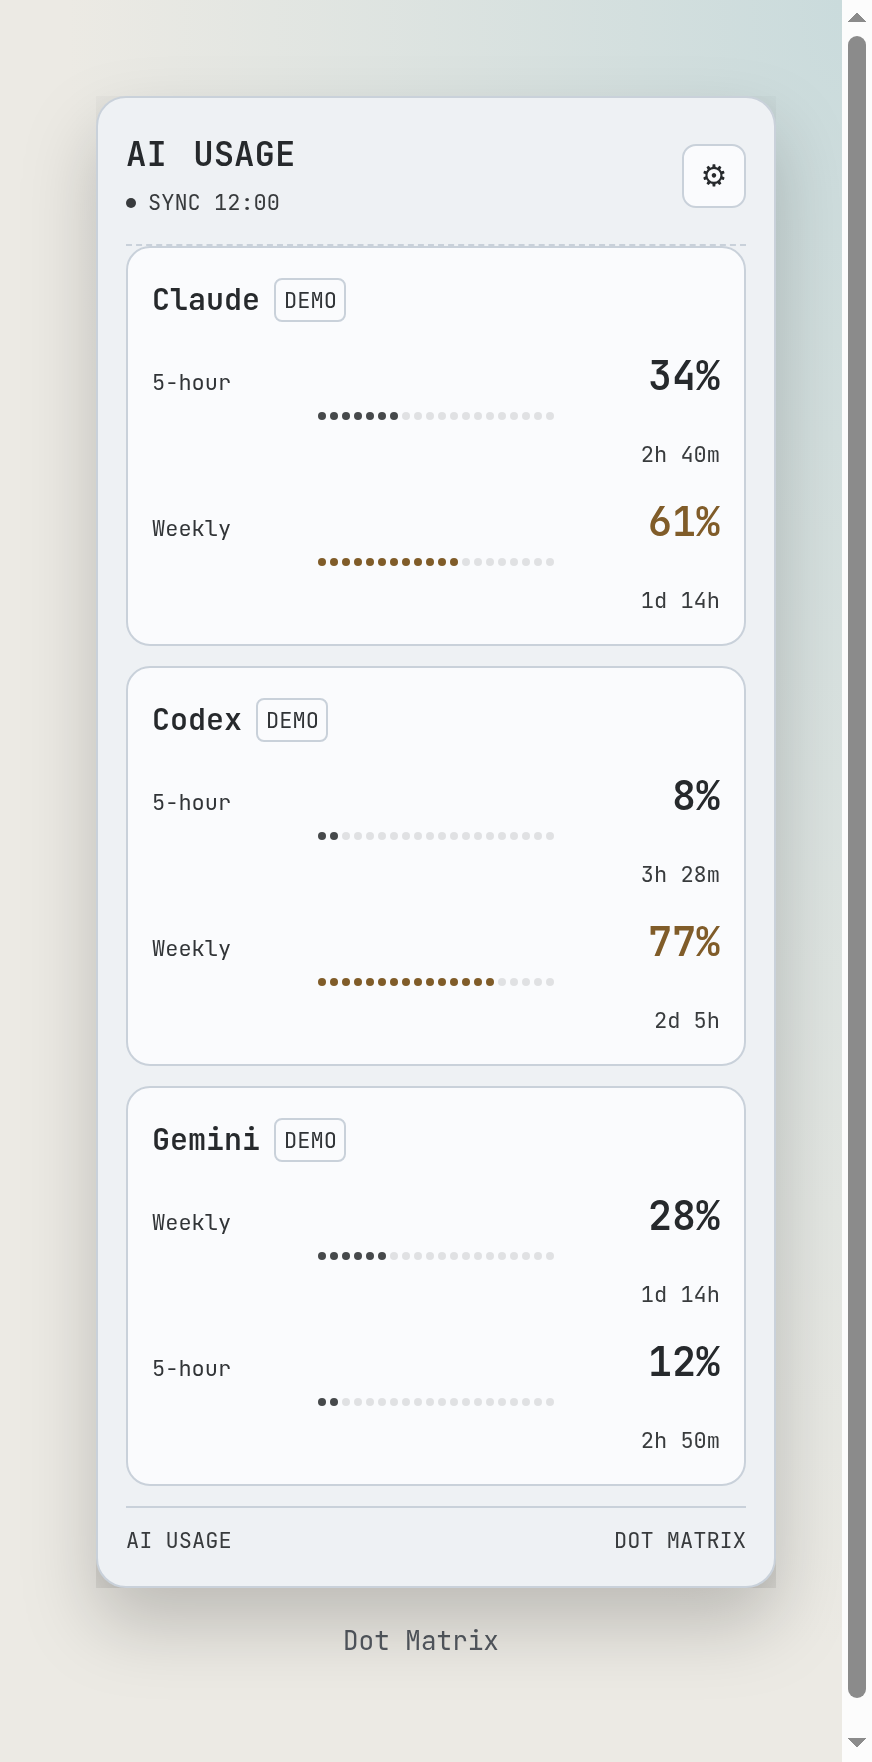 AI USAGE
SYNC 12:00
Claude DEMO
5-hour 34%
2h 40m
Weekly 61%
1d 14h
Codex DEMO
5-hour 8%
3h 28m
Weekly 77%
2d 5h
Gemini DEMO
Weekly 28%
1d 14h
5-hour 12%
2h 50m
AI USAGE DOT MATRIX
Dot Matrix